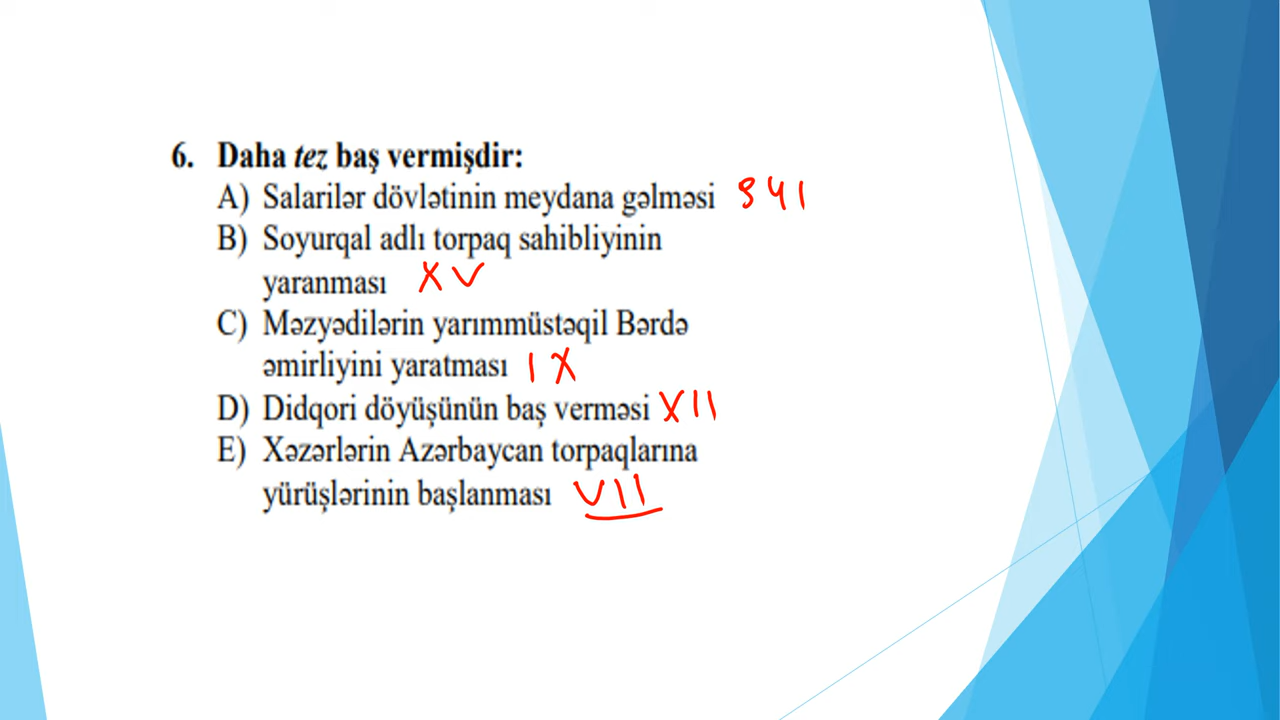 6. Daha tez baş vermişdir:
A) Salarilər dövlətinin meydana gəlməsi 941
B) Soyurqal adlı torpaq sahibliyinin
yaranması XV
C) Məzyədilərin yarımmüstəqil Bərdə
əmirliyini yaratması IX
D) Didqori döyüşünün baş verməsi XII
E) Xəzərlərin Azərbaycan torpaqlarına
yürüşlərinin başlanması VII